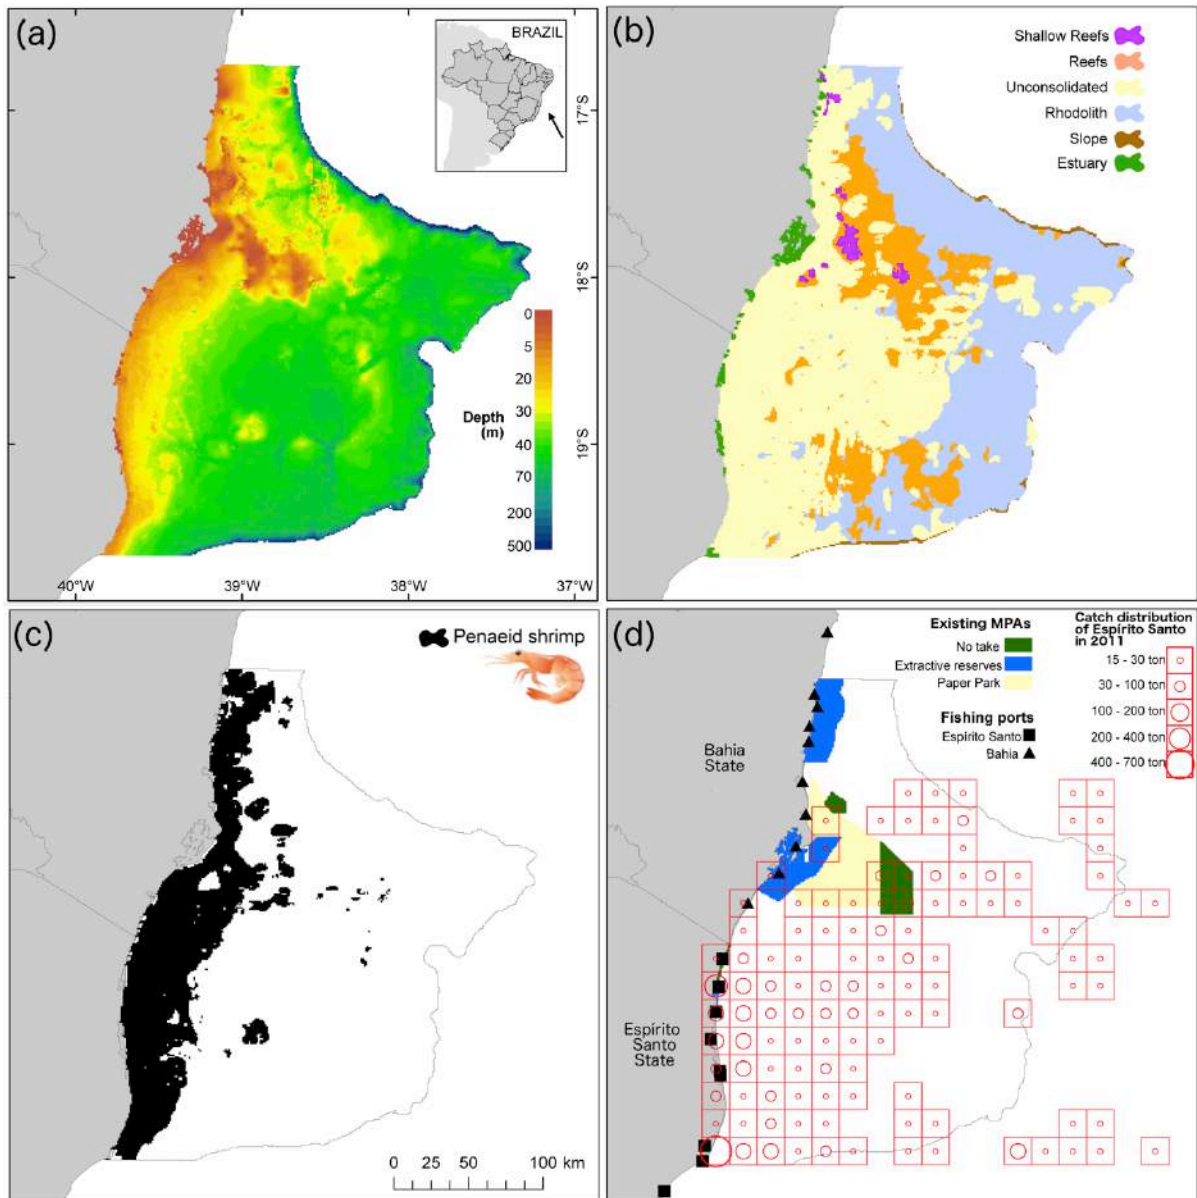 (a)
BRAZIL
17°S
18°S
19°S
Depth
(m)
0
5
20
30
40
70
200
500
40°W
39°W
38°W
37°W
(b)
Shallow Reefs
Reefs
Unconsolidated
Rhodolith
Slope
Estuary
(c)
Penaeid shrimp
0 25 50 100 km
(d)
Existing MPAs
No take
Extractive reserves
Paper Park
Fishing ports
Espírito Santo
Bahia
Catch distribution
of Espírito Santo
in 2011
15 - 30 ton
30 - 100 ton
100 - 200 ton
200 - 400 ton
400 - 700 ton
Bahia
State
Espírito
Santo
State